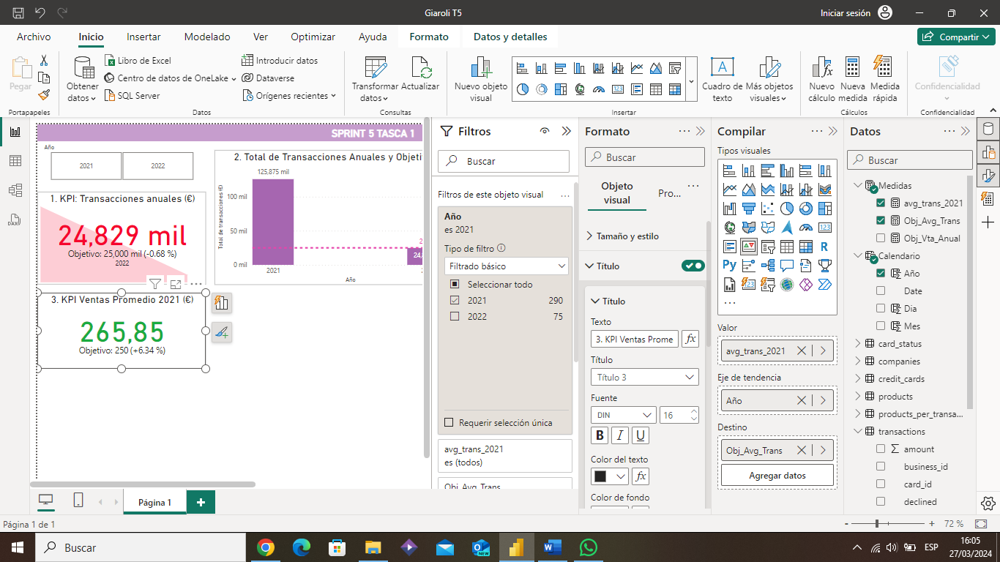 Giaroli T5
Iniciar sesión
Archivo
Inicio
Insertar
Modelado
Ver
Optimizar
Ayuda
Formato
Datos y detalles
Compartir
Pegar
Portapapeles
Obtener datos
Libro de Excel
Centro de datos de OneLake
SQL Server
Introducir datos
Dataverse
Orígenes recientes
Datos
Transformar datos
Actualizar
Consultas
Nuevo objeto visual
Cuadro de texto
Más objetos visuales
Insertar
Nuevo cálculo
Nueva medida
Medida rápida
Cálculos
Confidencialidad
Confidencialidad
SPRINT 5 TASCA 1
Año
2021
2022
1. KPI: Transacciones anuales (€)
24,829 mil
Objetivo: 25,000 mil (-0.68 %)
2022
2. Total de Transacciones Anuales y Objeti
125,875 mil
100 mil
50 mil
0 mil
Total de transacciones (€)
2021
Año
3. KPI Ventas Promedio 2021 (€)
265,85
Objetivo: 250 (+6.34 %)
Filtros
Buscar
Filtros de este objeto visual
Año
es 2021
Tipo de filtro
Filtrado básico
Seleccionar todo
2021 290
2022 75
Requerir selección única
avg_trans_2021
es (todos)
Obj_Avg_Trans
Formato
Buscar
Objeto visual
Pro...
Tamaño y estilo
Título
Título
Texto
3. KPI Ventas Prome
fx
Título
Título 3
Fuente
DIN
16
B I U
Color del texto
fx
Color de fondo
Compilar
Tipos visuales
R
Py
Valor
avg_trans_2021
Eje de tendencia
Año
Destino
Obj_Avg_Trans
Agregar datos
Datos
Buscar
Medidas
avg_trans_2021
Obj_Avg_Trans
Obj_Vta_Anual
Calendario
Año
Date
Dia
Mes
card_status
companies
credit_cards
products
products_per_transa...
transactions
amount
business_id
card_id
declined
Página 1
Página 1 de 1
72 %
Buscar
ESP
16:05
27/03/2024